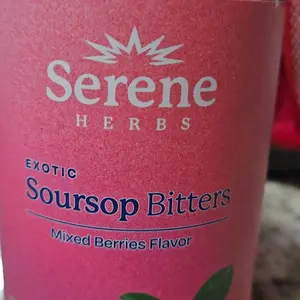 Serene
HERBS
EXOTIC
Soursop Bitters
Mixed Berries Flavor